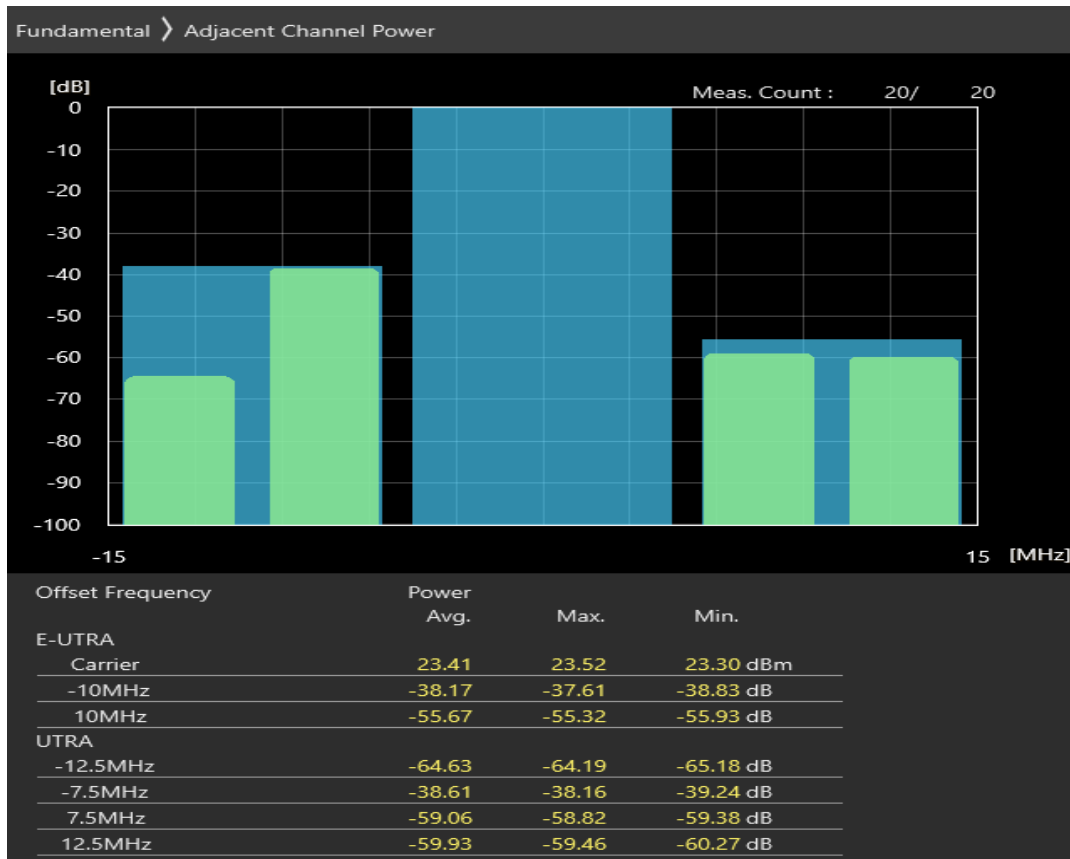 Fundamental 》 Adjacent Channel Power
[dB]
Meas. Count : 20/ 20
0
-10
-20
-30
-40
-50
-60
-70
-80
-90
-100
-15 15 [MHz]
Offset Frequency Power
Avg. Max. Min.
E-UTRA
Carrier 23.41 23.52 23.30 dBm
-10MHz -38.17 -37.61 -38.83 dB
10MHz -55.67 -55.32 -55.93 dB
UTRA
-12.5MHz -64.63 -64.19 -65.18 dB
-7.5MHz -38.61 -38.16 -39.24 dB
7.5MHz -59.06 -58.82 -59.38 dB
12.5MHz -59.93 -59.46 -60.27 dB